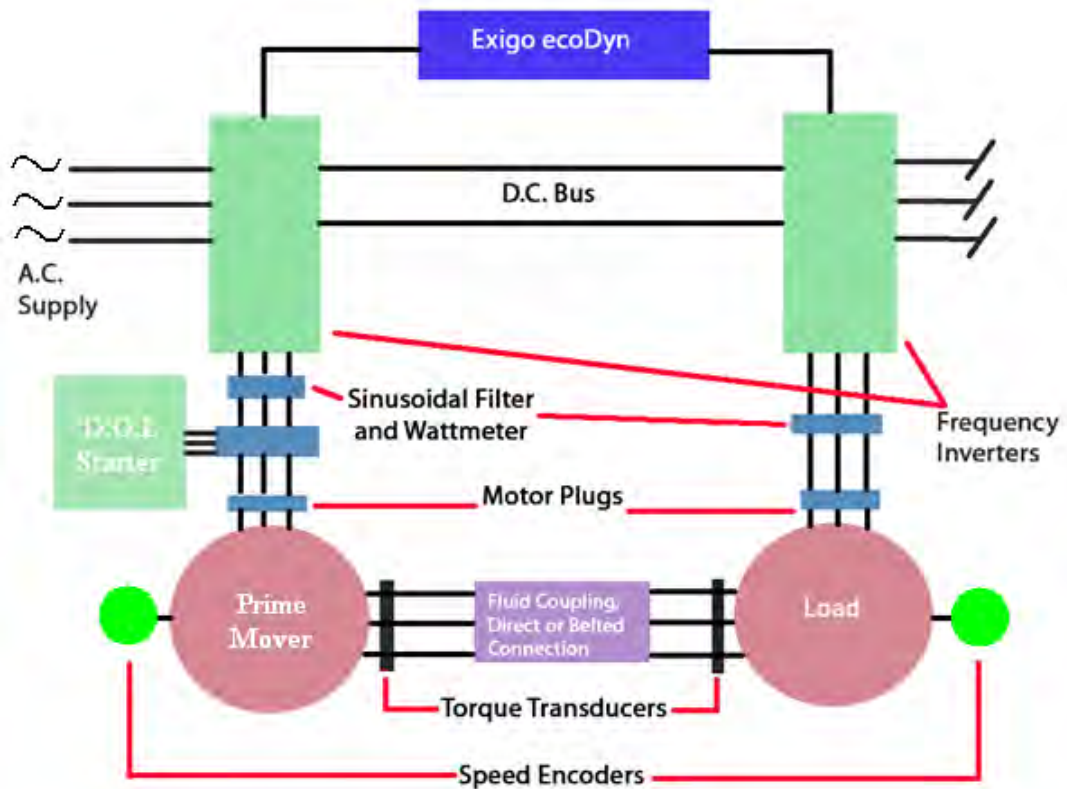 Exigo ecoDyn
D.C. Bus
A.C.
Supply
Sinusoidal Filter
and Wattmeter
Frequency
Inverters
D.O.L
Starter
Motor Plugs
Prime
Mover
Fluid Coupling,
Direct or Belted
Connection
Load
Torque Transducers
Speed Encoders